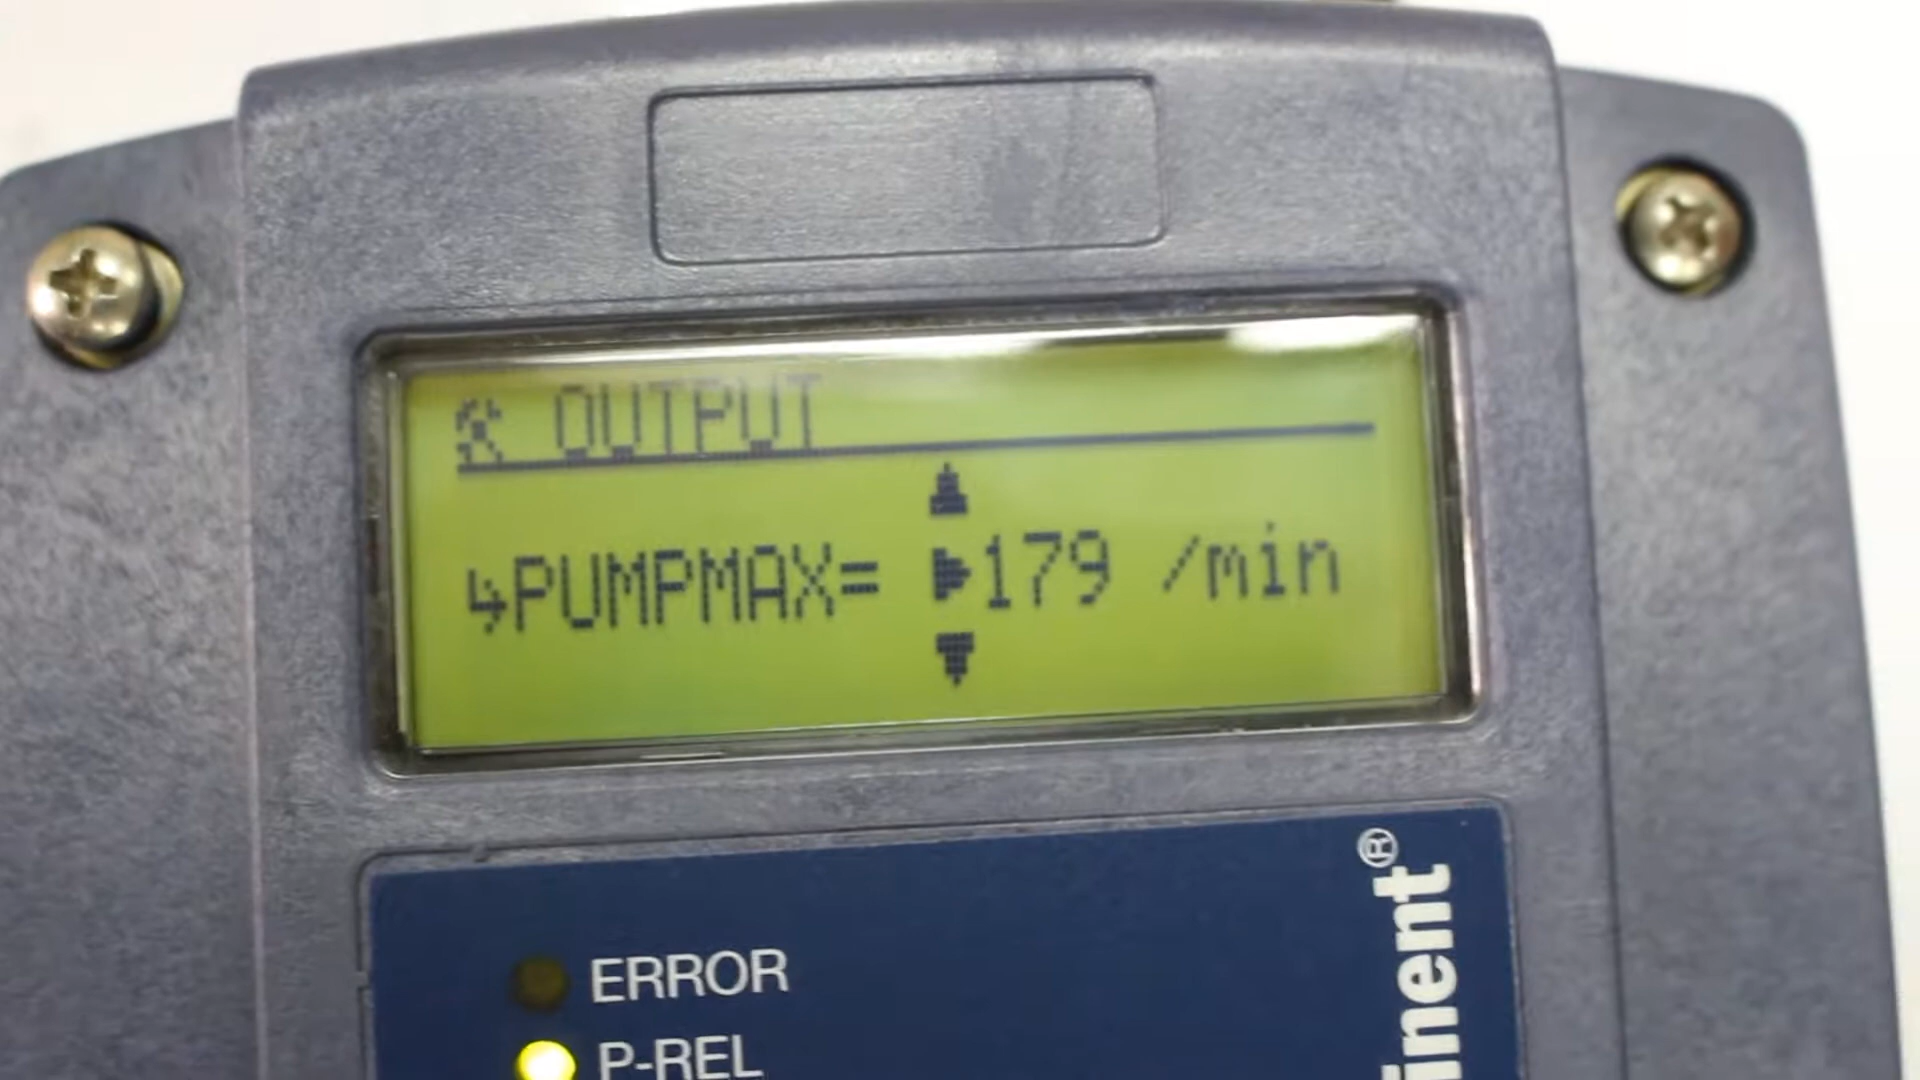 OUTPUT
PUMPMAX= 179 /min
ERROR
P-REL
inent®